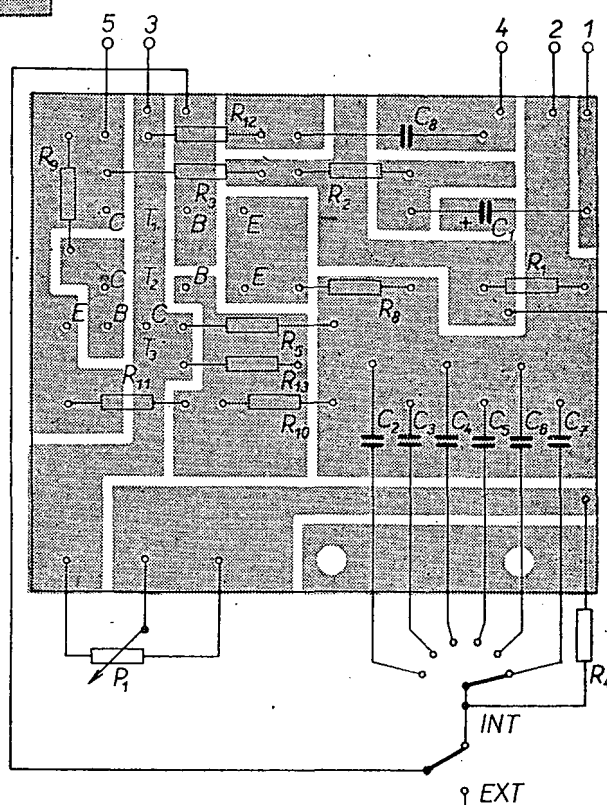 5 3 4 2 1
R12 C8
R9 R3 R2
C T1 B E + C1
C T2 B E R1
E B C R8
T3 R5
R11 R13
R10 C2 C3 C4 C5 C6 C7
P1
INT
EXT